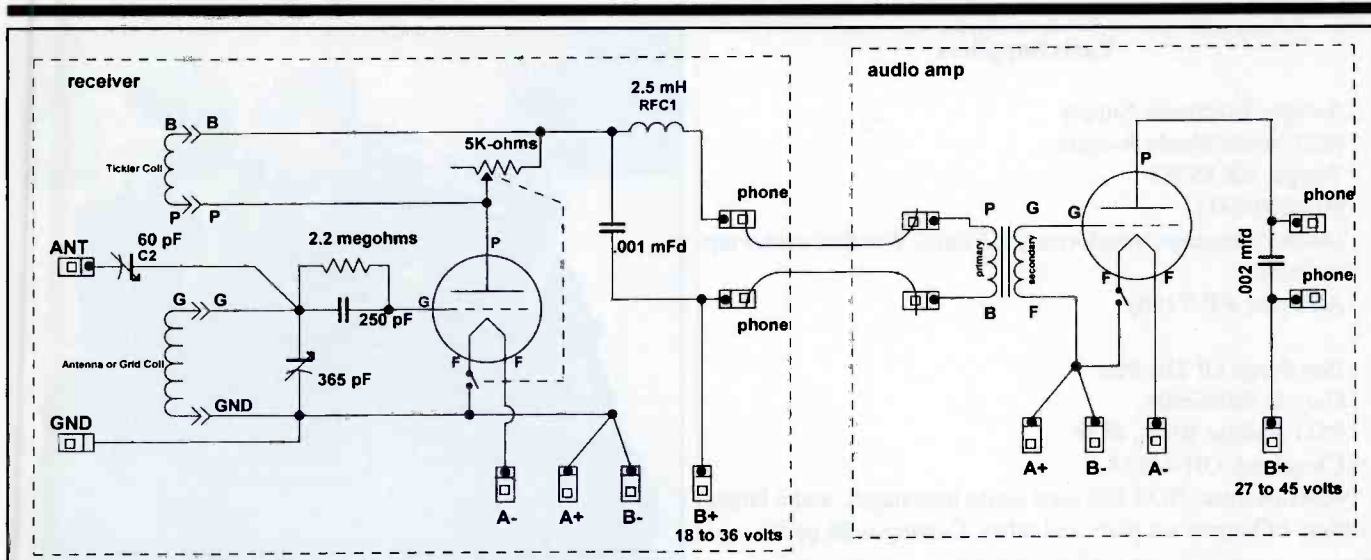 receiver
audio amp
2.5 mH
RFC1
B B
5K-ohms
Tickler Coil
P P
P
phone
2.2 megohms
.001 mFd
ANT
60 pF
C2
G G
250 pF
G
Antenna or Grid Coil
365 pF
F F
phone
GND
GND
A- A+ B- B+
18 to 36 volts
P
phone
P G G
primary
secondary
F F
.002 mfd
phone
B F
A+ B- A- B+
27 to 45 volts